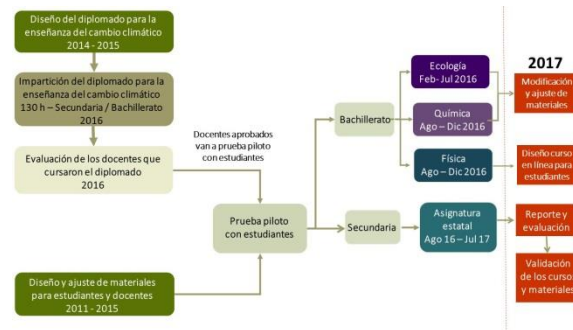 Diseño del diplomado para la
enseñanza del cambio climático
2014 - 2015
Impartición del diplomado para la
enseñanza del cambio climático
130 h – Secundaria / Bachillerato
2016
Evaluación de los docentes que
cursaron el diplomado
2016
Docentes aprobados
van a prueba piloto
con estudiantes
Prueba piloto
con estudiantes
Diseño y ajuste de materiales
para estudiantes y docentes
2011 - 2015
Bachillerato
Secundaria
Ecología
Feb- Jul 2016
Química
Ago – Dic 2016
Física
Ago – Dic 2016
Asignatura
estatal
Ago 16 – Jul 17
2017
Modificación
y ajuste de
materiales
Diseño curso
en línea para
estudiantes
Reporte y
evaluación
Validación
de los cursos
y materiales